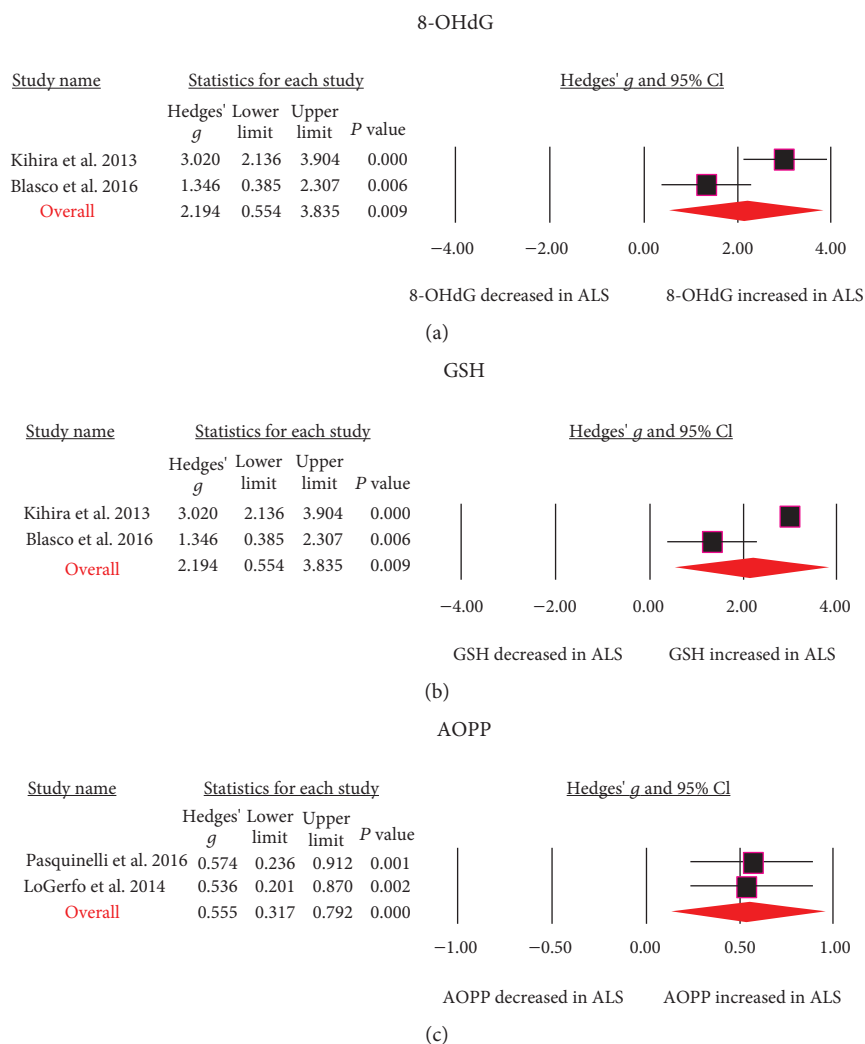 8-OHdG
Study name Statistics for each study Hedges' g and 95% Cl
Hedges' g Lower limit Upper limit P value
Kihira et al. 2013 3.020 2.136 3.904 0.000
Blasco et al. 2016 1.346 0.385 2.307 0.006
Overall 2.194 0.554 3.835 0.009
−4.00 −2.00 0.00 2.00 4.00
8-OHdG decreased in ALS 8-OHdG increased in ALS
(a)
GSH
Study name Statistics for each study Hedges' g and 95% Cl
Hedges' g Lower limit Upper limit P value
Kihira et al. 2013 3.020 2.136 3.904 0.000
Blasco et al. 2016 1.346 0.385 2.307 0.006
Overall 2.194 0.554 3.835 0.009
−4.00 −2.00 0.00 2.00 4.00
GSH decreased in ALS GSH increased in ALS
(b)
AOPP
Study name Statistics for each study Hedges' g and 95% Cl
Hedges' g Lower limit Upper limit P value
Pasquinelli et al. 2016 0.574 0.236 0.912 0.001
LoGerfo et al. 2014 0.536 0.201 0.870 0.002
Overall 0.555 0.317 0.792 0.000
−1.00 −0.50 0.00 0.50 1.00
AOPP decreased in ALS AOPP increased in ALS
(c)